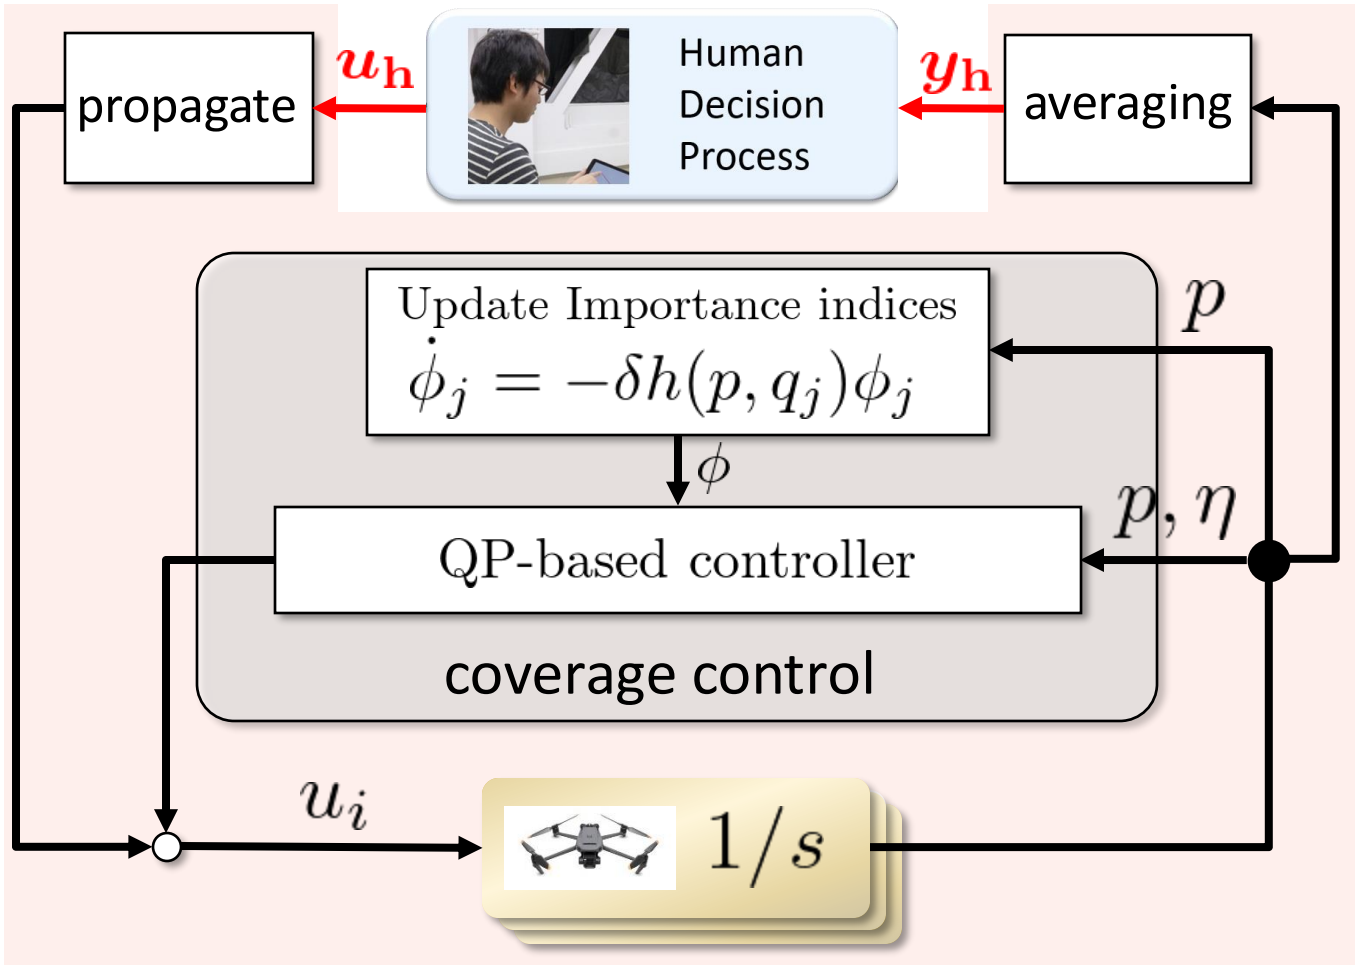 propagate
u_h
Human
Decision
Process
y_h
averaging
Update Importance indices
\dot{ϕ}_j = −δh(p, q_j)ϕ_j
p
ϕ
p, η
QP-based controller
coverage control
u_i
1/s